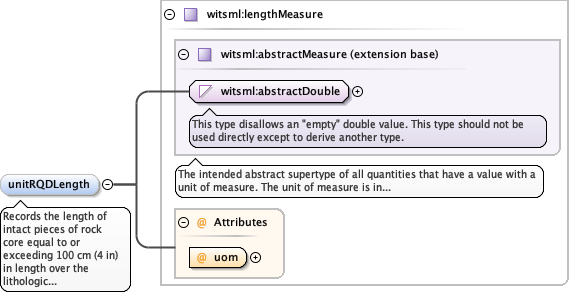 witsml:lengthMeasure
witsml:abstractMeasure (extension base)
witsml:abstractDouble
This type disallows an "empty" double value. This type should not be
used directly except to derive another type.
The intended abstract supertype of all quantities that have a value with a
unit of measure. The unit of measure is in...
unitRQDLength
Records the length of
intact pieces of rock
core equal to or
exceeding 100 cm (4 in)
in length over the
lithologic...
@ Attributes
@ uom